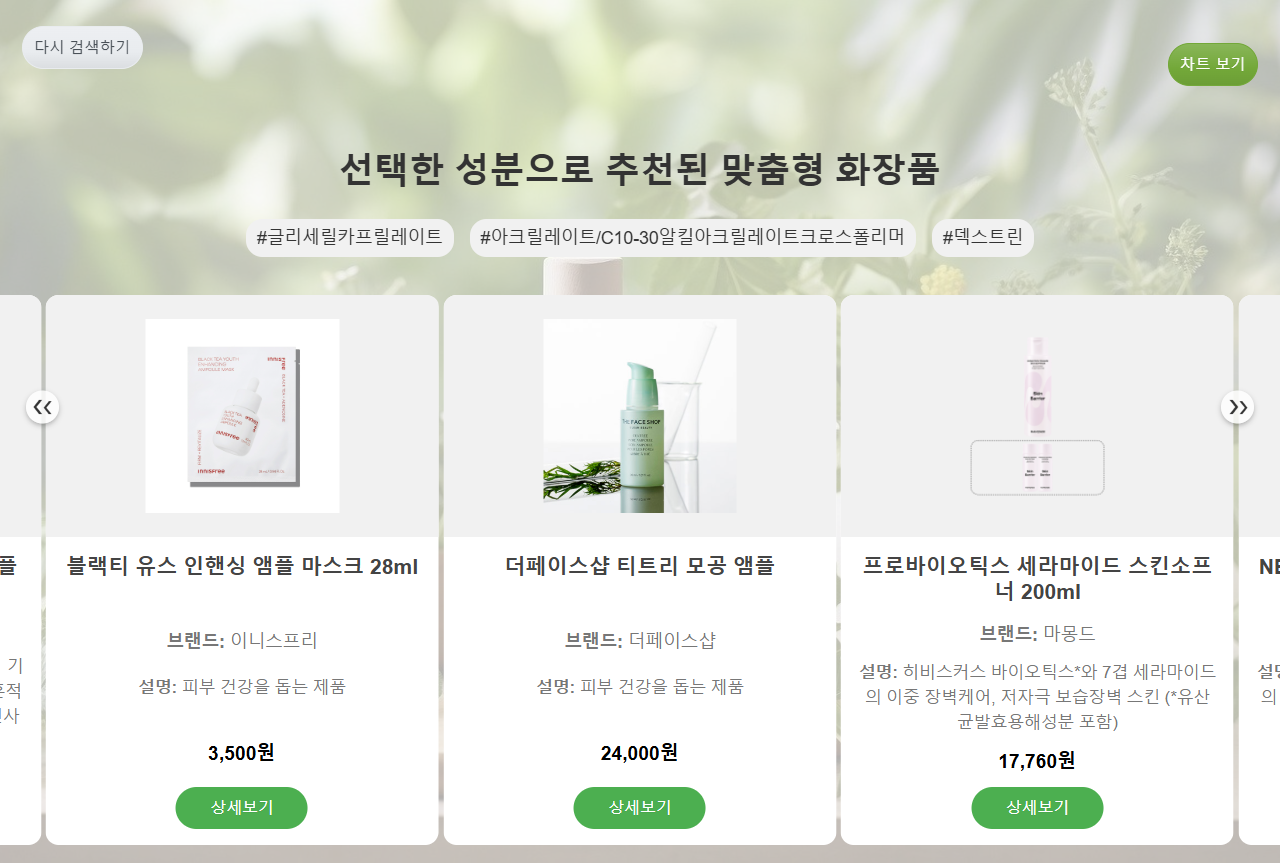 다시 검색하기
차트 보기
선택한 성분으로 추천된 맞춤형 화장품
#글리세릴카프릴레이트 #아크릴레이트/C10-30알킬아크릴레이트크로스폴리머 #덱스트린
BLACK TEA YOUTH
ENHANCING
AMPOULE MASK
INNISFREE
INNISFREE
THE FACE SHOP
Skin
Barrier
플
기
흔적
블랙티 유스 인핸싱 앰플 마스크 28ml
브랜드: 이니스프리
설명: 피부 건강을 돕는 제품
3,500원
상세보기
더페이스샵 티트리 모공 앰플
브랜드: 더페이스샵
설명: 피부 건강을 돕는 제품
24,000원
상세보기
프로바이오틱스 세라마이드 스킨소프
너 200ml
브랜드: 마몽드
설명: 히비스커스 바이오틱스*와 7겹 세라마이드
의 이중 장벽케어, 저자극 보습장벽 스킨 (*유산
균발효용해성분 포함)
17,760원
상세보기
NE
설명
의